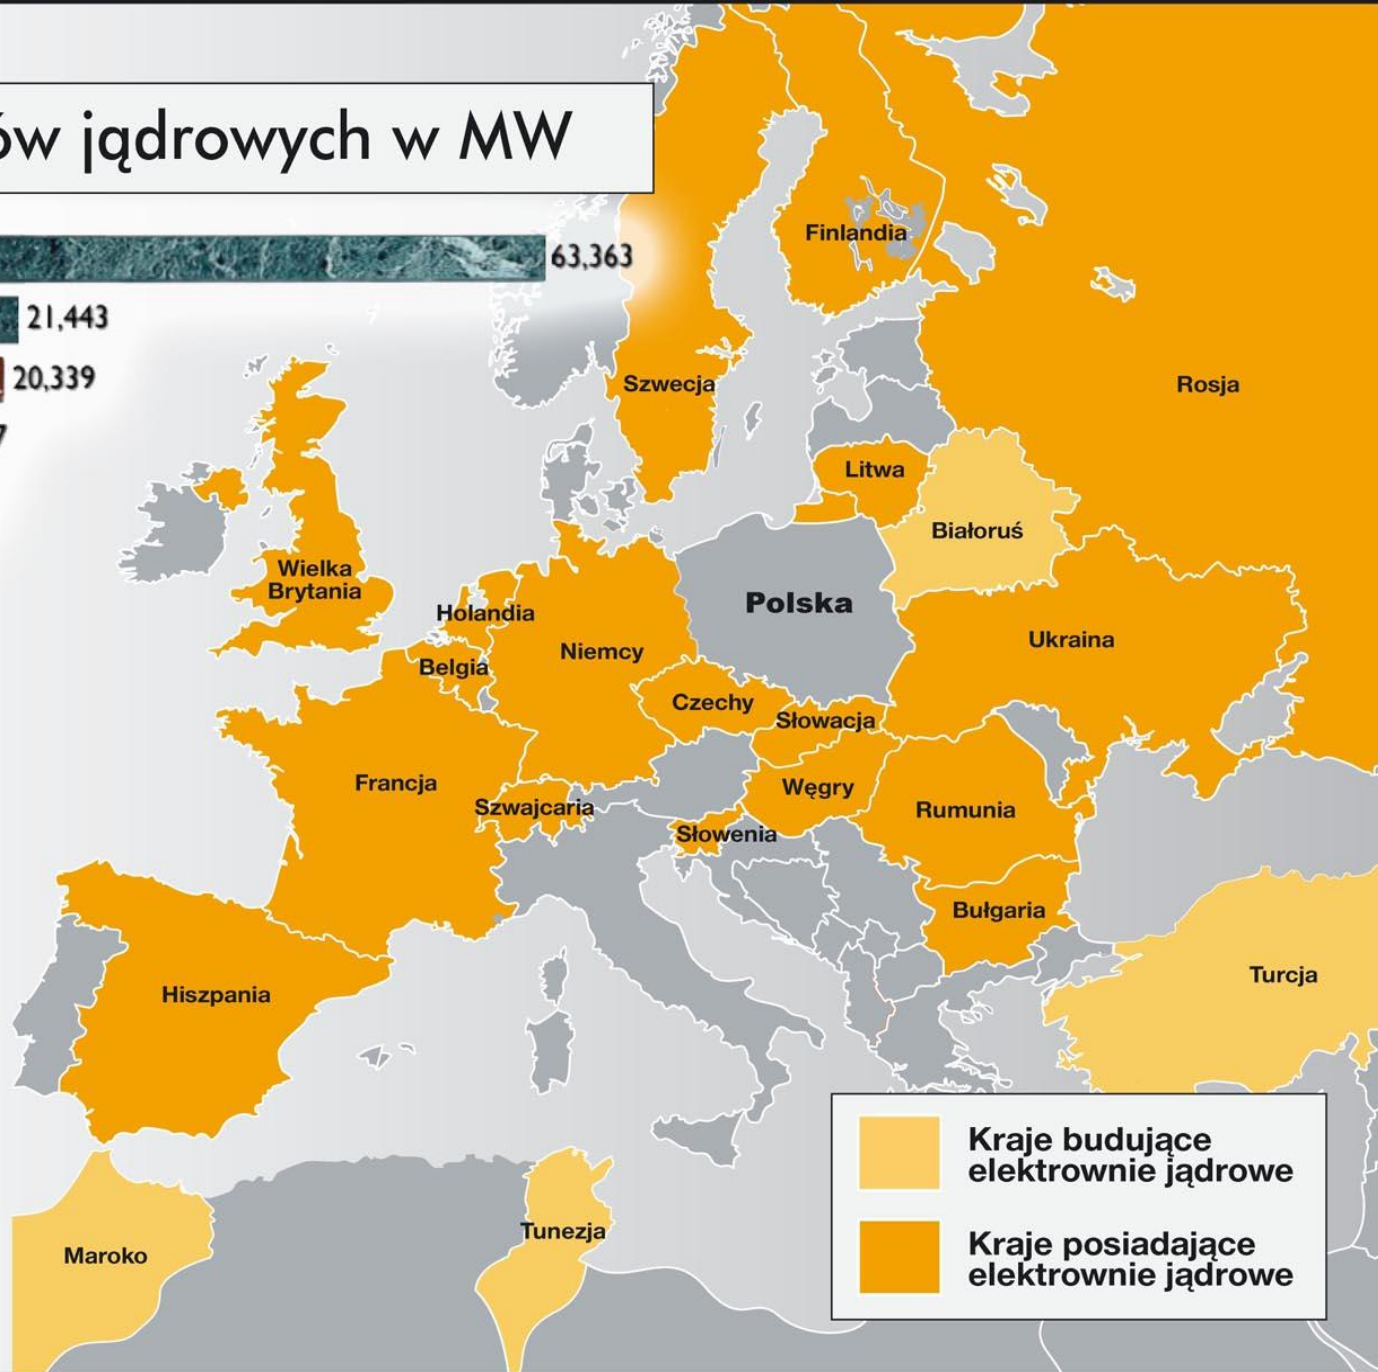 ów jądrowych w MW
63,363
21,443
20,339
7
Finlandia
Szwecja
Rosja
Litwa
Białoruś
Wielka
Brytania
Holandia
Polska
Ukraina
Niemcy
Belgia
Czechy
Słowacja
Francja
Węgry
Szwajcaria
Rumunia
Słowenia
Bułgaria
Turcja
Hiszpania
Kraje budujące
elektrownie jądrowe
Tunezja
Maroko
Kraje posiadające
elektrownie jądrowe